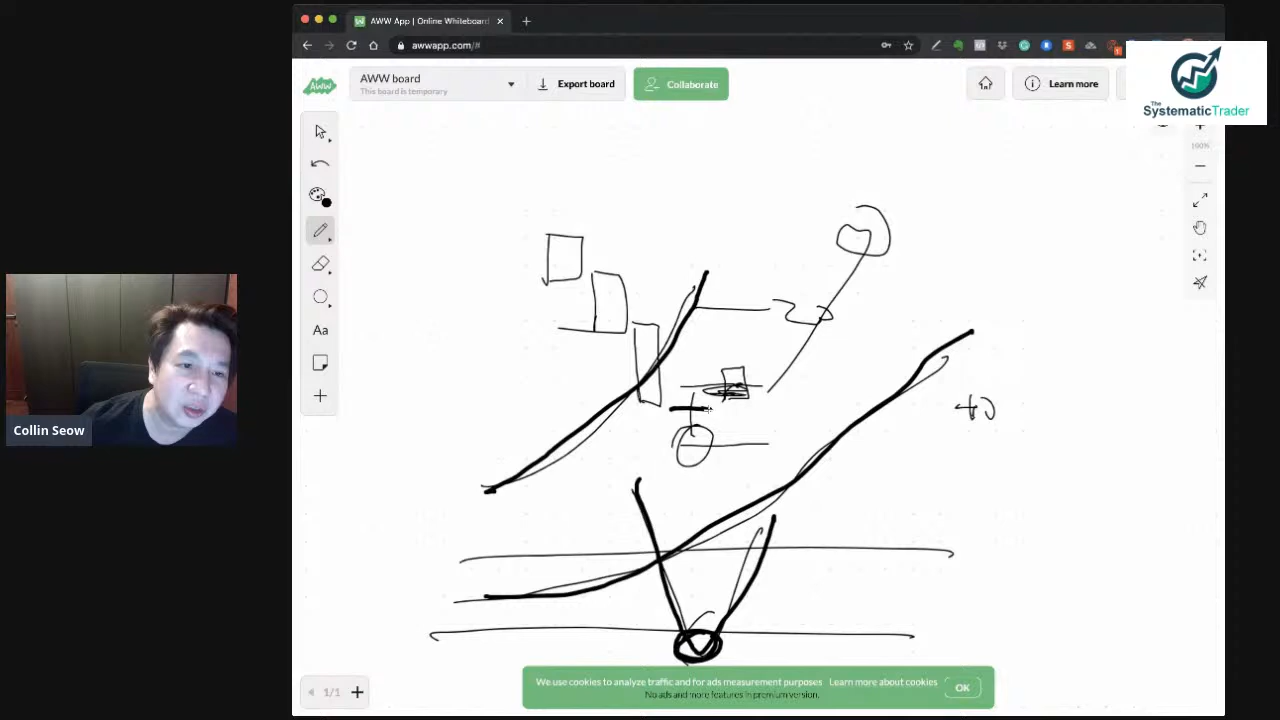 AWW App | Online Whiteboard
awwapp.com/#
AWW board
This board is temporary
Export board
Collaborate
Learn more
The
SystematicTrader
100%
Aa
40
Collin Seow
1/1
We use cookies to analyze traffic and for ads measurement purposes Learn more about cookies
No ads and more features in premium version.
OK